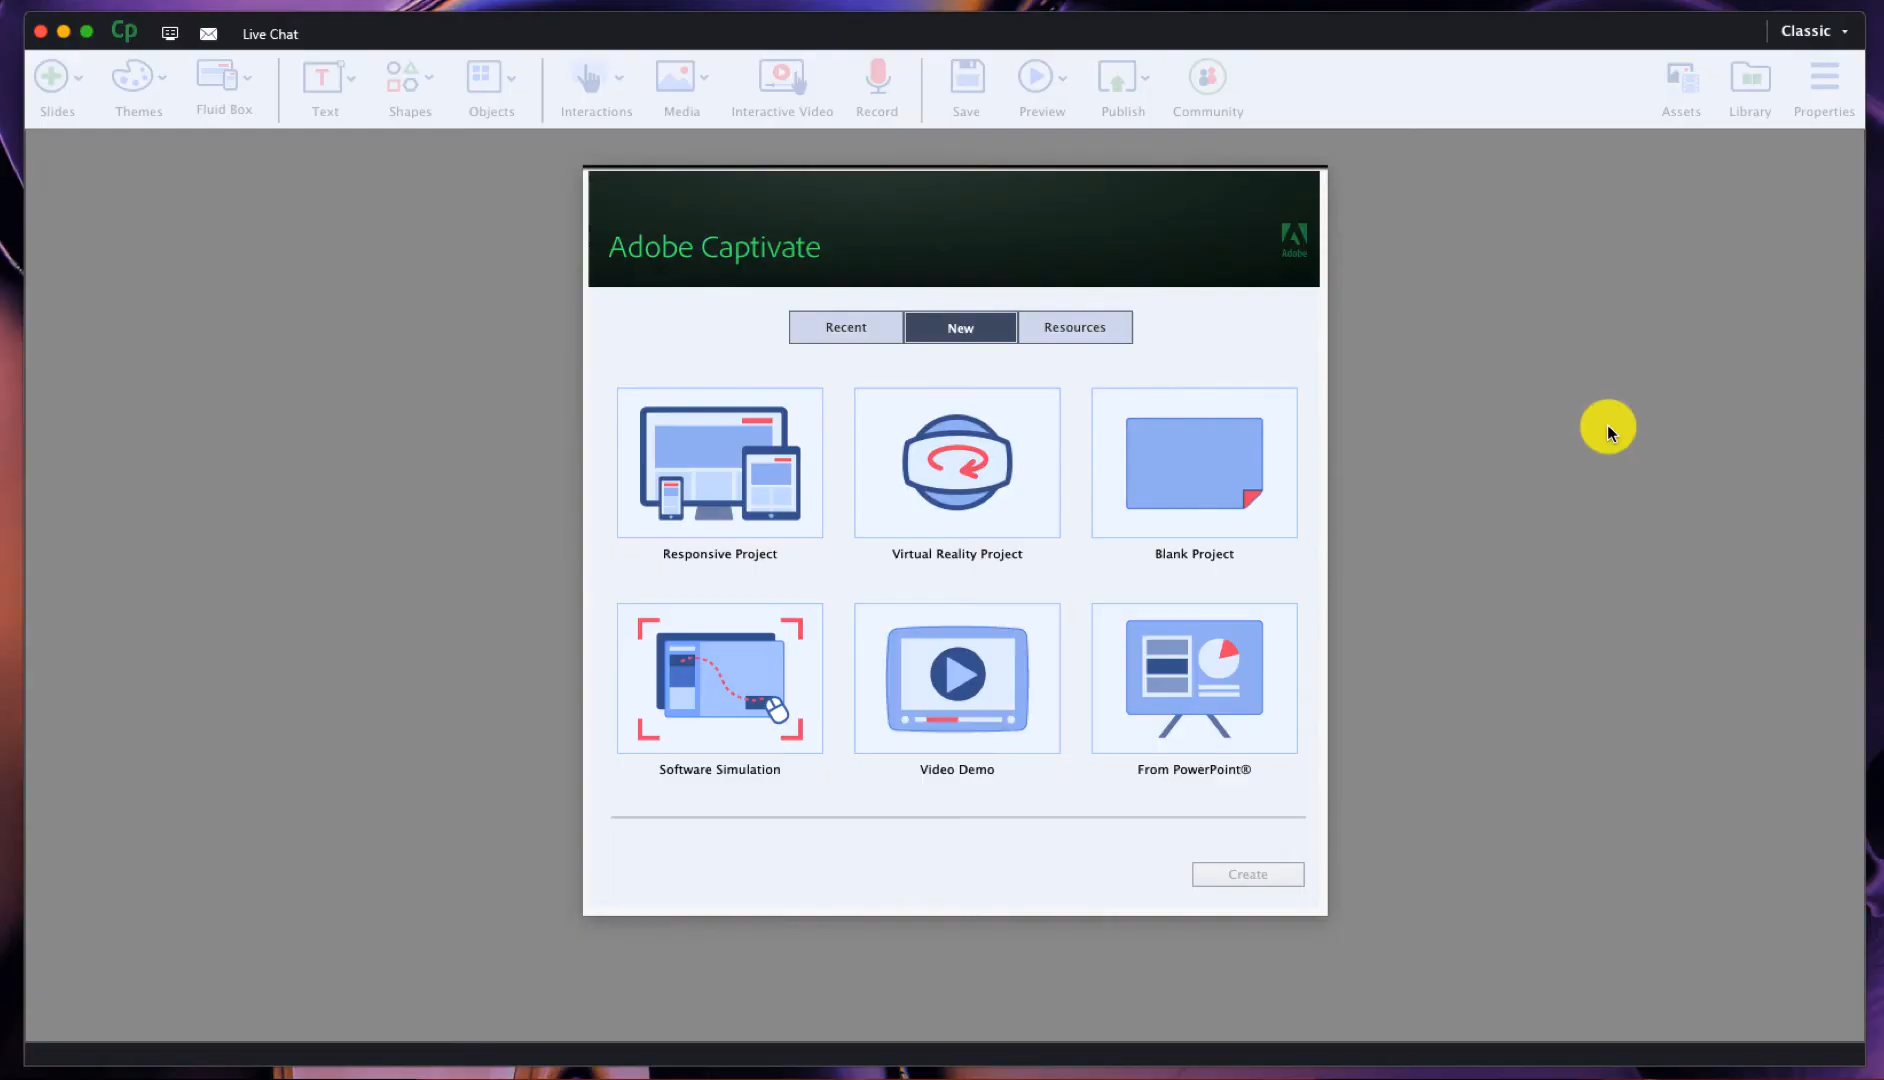 Cp Live Chat Classic
Slides Themes Fluid Box Text Shapes Objects Interactions Media Interactive Video Record Save Preview Publish Community Assets Library Properties
Adobe Captivate
Adobe
Recent New Resources
Responsive Project Virtual Reality Project Blank Project
Software Simulation Video Demo From PowerPoint®
Create